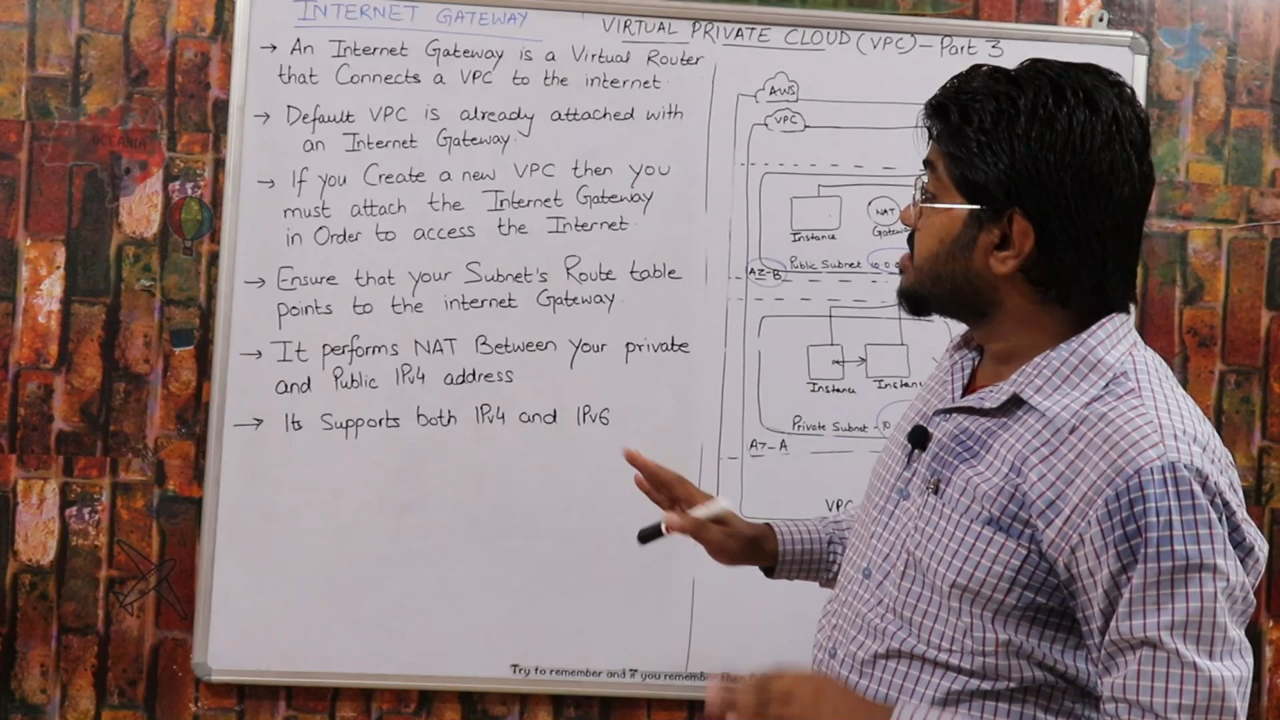 INTERNET GATEWAY
→ An Internet Gateway is a Virtual Router
that Connects a VPC to the internet.
→ Default VPC is already attached with
an Internet Gateway.
→ If you Create a new VPC then you
must attach the Internet Gateway
in Order to access the Internet.
→ Ensure that your Subnet's Route table
points to the internet Gateway.
→ It performs NAT Between your private
and Public IPv4 address
→ Its Supports both IPv4 and IPv6
VIRTUAL PRIVATE CLOUD (VPC) - Part 3
AWS
VPC
NAT
Instance
Public Subnet
AZ-B
Instance
Private Subnet - 10
AZ-A
VPC
Try to remember and if you
OCEANIA